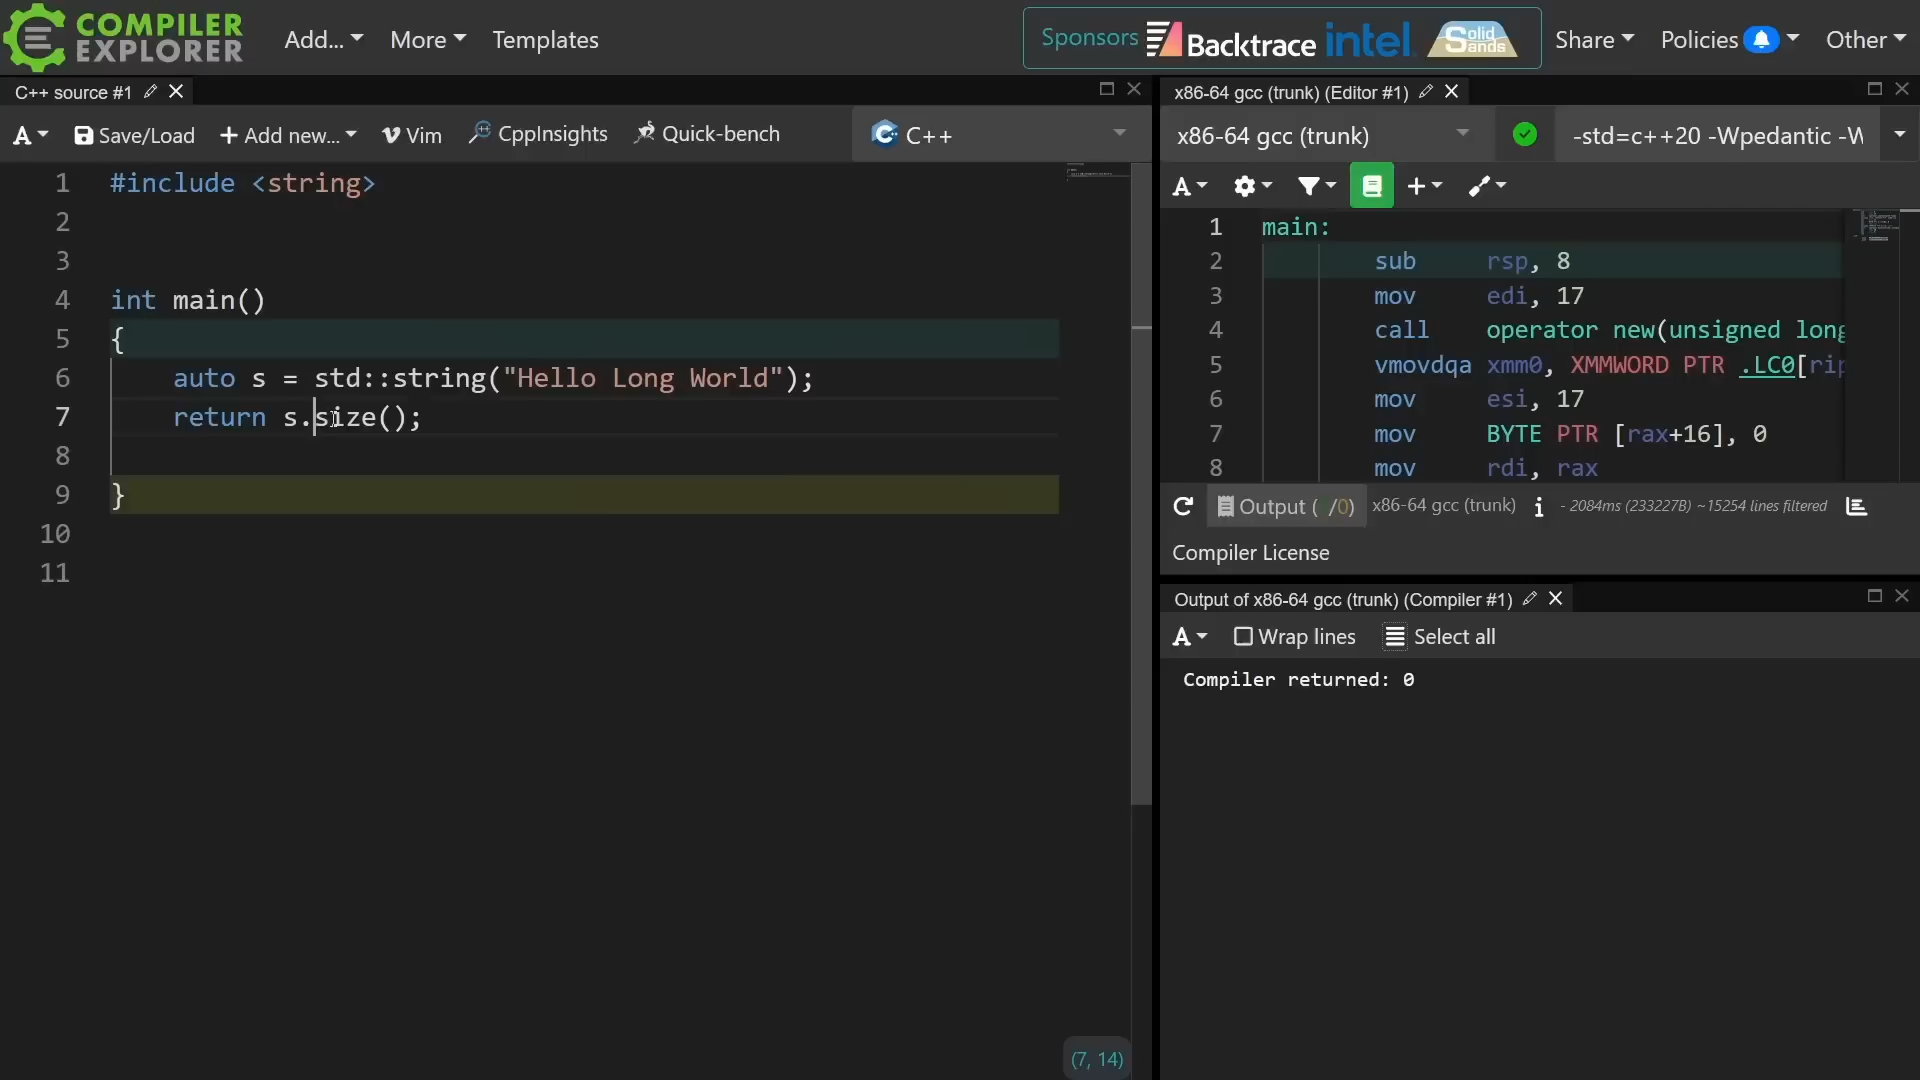 COMPILER EXPLORER
Add... More Templates
Sponsors Backtrace intel Solid Sands
Share Policies Other
C++ source #1
A Save/Load + Add new... Vim CppInsights Quick-bench C++
1 #include <string>
2
3
4 int main()
5 {
6 auto s = std::string("Hello Long World");
7 return s.size();
8
9 }
10
11
(7, 14)
x86-64 gcc (trunk) (Editor #1)
x86-64 gcc (trunk) -std=c++20 -Wpedantic -W
A
1 main:
2 sub rsp, 8
3 mov edi, 17
4 call operator new(unsigned long
5 vmovdqa xmm0, XMMWORD PTR .LC0[rip
6 mov esi, 17
7 mov BYTE PTR [rax+16], 0
8 mov rdi, rax
Output ( /0) x86-64 gcc (trunk) i - 2084ms (233227B) ~15254 lines filtered
Compiler License
Output of x86-64 gcc (trunk) (Compiler #1)
A Wrap lines Select all
Compiler returned: 0